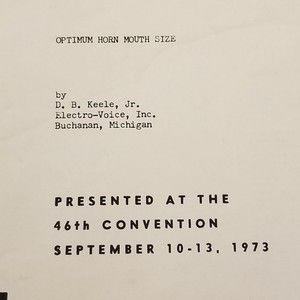 OPTIMUM HORN MOUTH SIZE
by
D. B. Keele, Jr.
Electro-Voice, Inc.
Buchanan, Michigan
PRESENTED AT THE
46th CONVENTION
SEPTEMBER 10-13, 1973